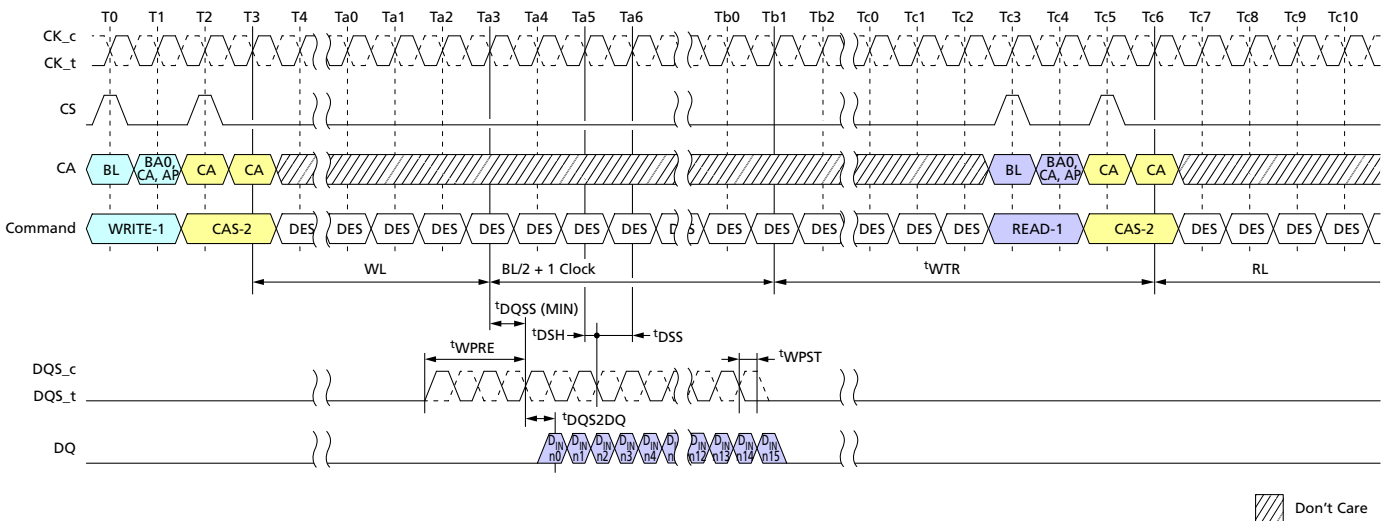 T0 T1 T2 T3 T4 Ta0 Ta1 Ta2 Ta3 Ta4 Ta5 Ta6 Tb0 Tb1 Tb2 Tc0 Tc1 Tc2 Tc3 Tc4 Tc5 Tc6 Tc7 Tc8 Tc9 Tc10
CK_c
CK_t
CS
CA BL BA0, CA, AP CA CA BL BA0, CA, AP CA CA
Command WRITE-1 CAS-2 DES DES DES DES DES DES DES DES DES DES DES DES DES DES READ-1 CAS-2 DES DES DES DES
WL BL/2 + 1 Clock tWTR RL
tDQSS (MIN)
tDSH tDSS
tWPRE tWPST
DQS_c
DQS_t
tDQS2DQ
DQ DIN n0 DIN n1 DIN n2 DIN n3 DIN n4 DIN n12 DIN n13 DIN n14 DIN n15
Don't Care